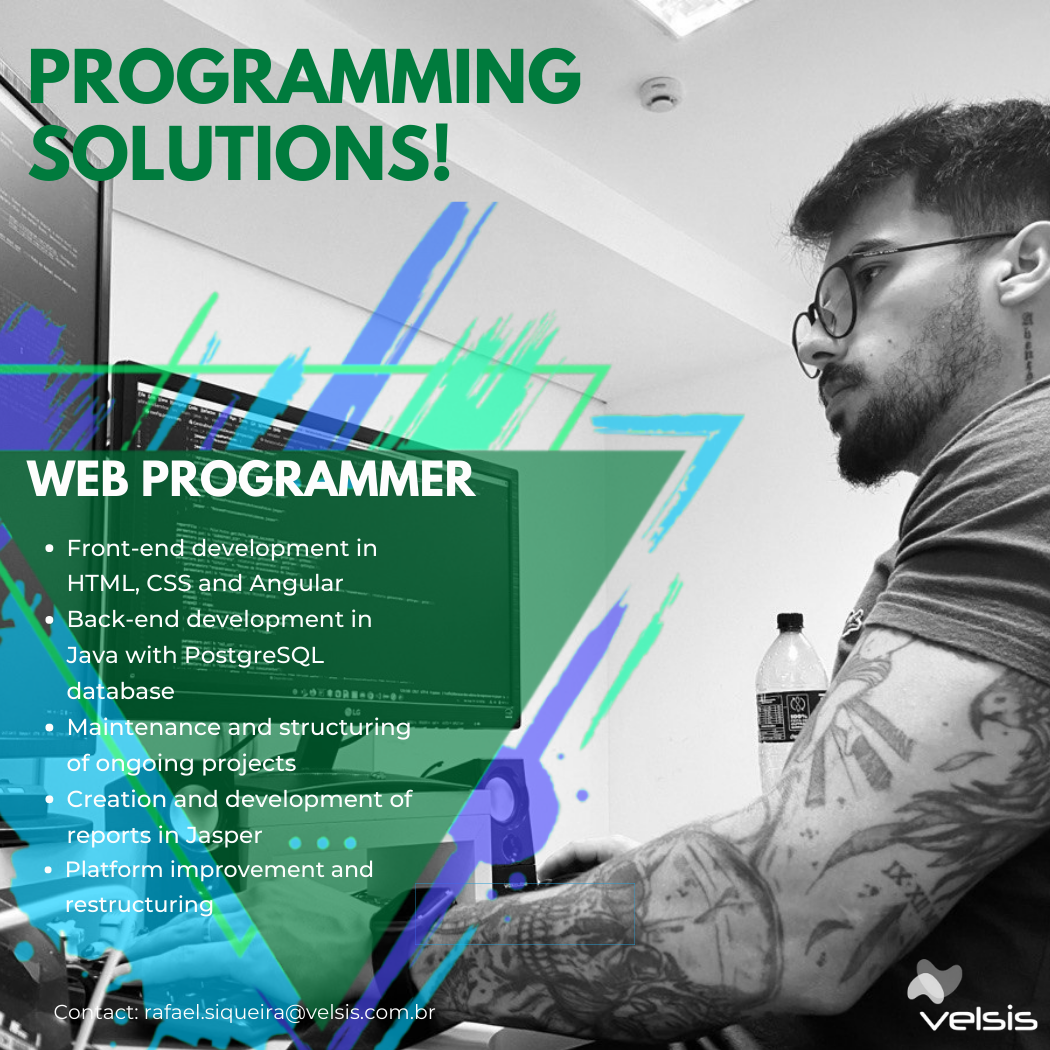 PROGRAMMING
SOLUTIONS!
WEB PROGRAMMER
Front-end development in
HTML, CSS and Angular
Back-end development in
Java with PostgreSQL
database
Maintenance and structuring
of ongoing projects
Creation and development of
reports in Jasper
Platform improvement and
restructuring
LG
100%
Contact: rafael.siqueira@velsis.com.br
velsis